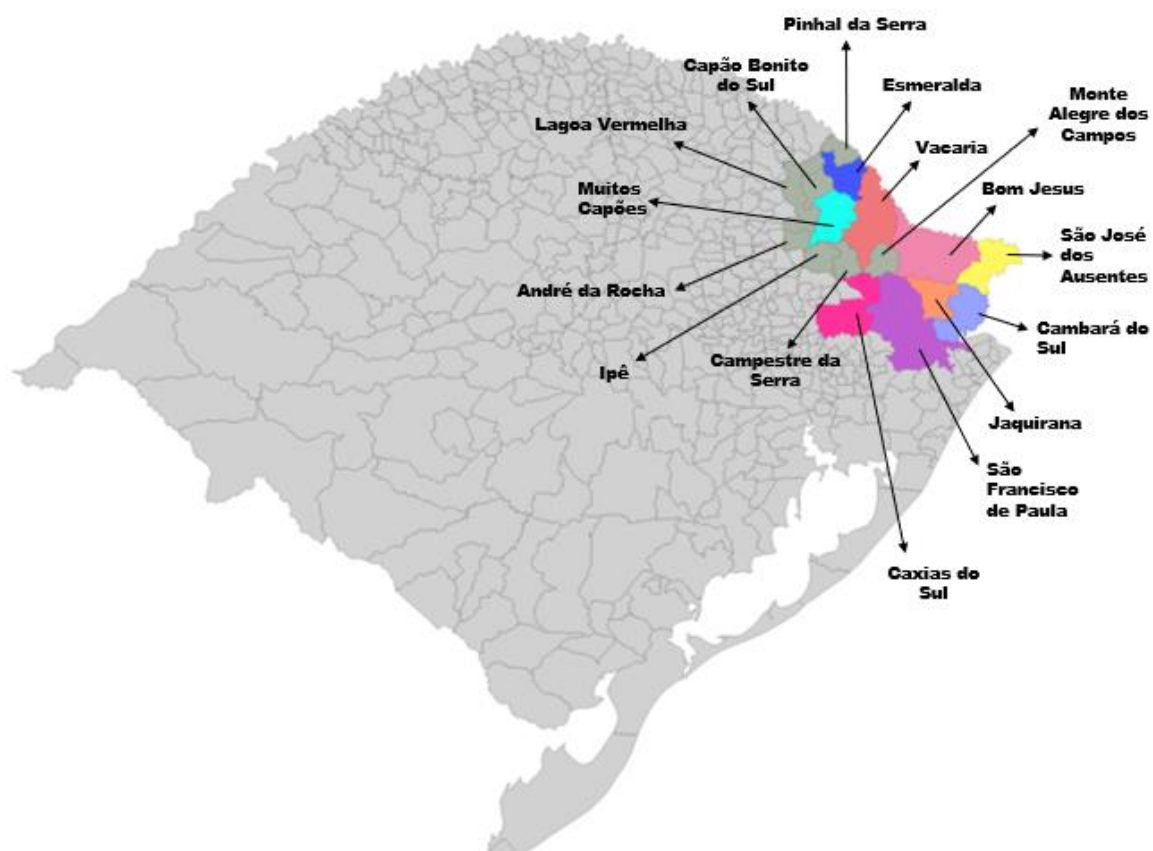 Pinhal da Serra
Capão Bonito
do Sul
Esmeralda
Monte
Alegre dos
Campos
Lagoa Vermelha
Vacaria
Muitos
Capões
Bom Jesus
São José
dos
Ausentes
André da Rocha
Cambará do
Sul
Ipê
Campestre da
Serra
Jaquirana
São
Francisco
de Paula
Caxias do
Sul